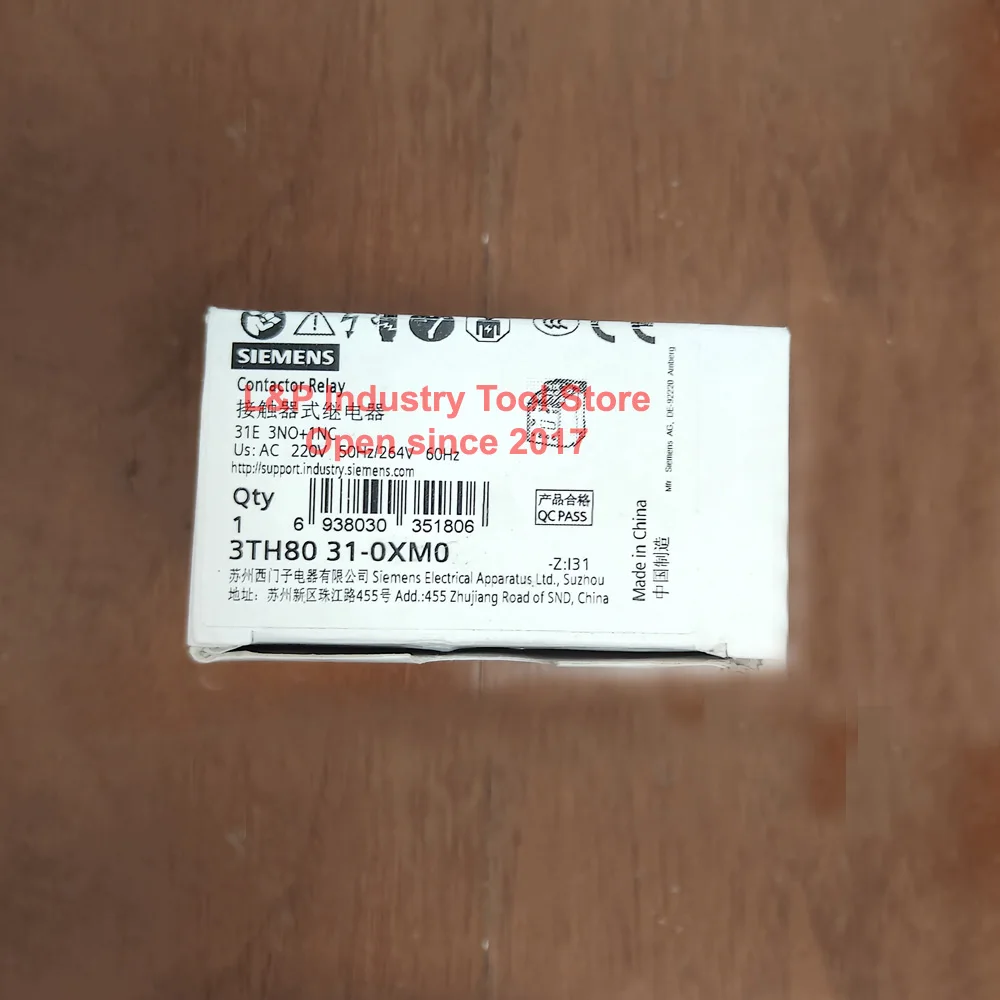 SIEMENS
Contactor Relay
接触器式继电器
31E 3NO+1NC
Us: AC 220V 50Hz/264V 60Hz
http://support.industry.siemens.com
Qty
1
6 938030 351806
产品合格
QC PASS
3TH80 31-0XM0
-Z:I31
苏州西门子电器有限公司 Siemens Electrical Apparatus Ltd., Suzhou
地址: 苏州新区珠江路455号 Add.:455 Zhujiang Road of SND, China
Made in China
中国制造
Mfr Siemens AG, DE-92220 Amberg
L&P Industry Tool Store
Open since 2017